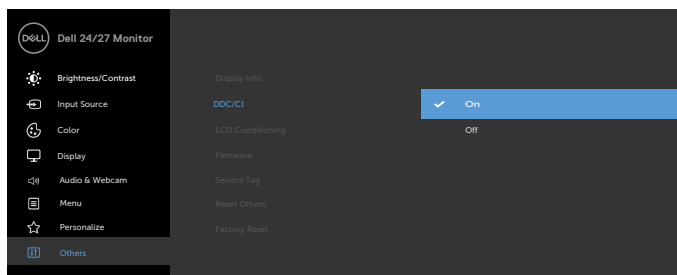 DELL Dell 24/27 Monitor
Brightness/Contrast Display Info
Input Source DDC/CI On
Color LCD Conditioning Off
Display Firmware
Audio & Webcam Service Tag
Menu Reset Others
Personalize Factory Reset
Others